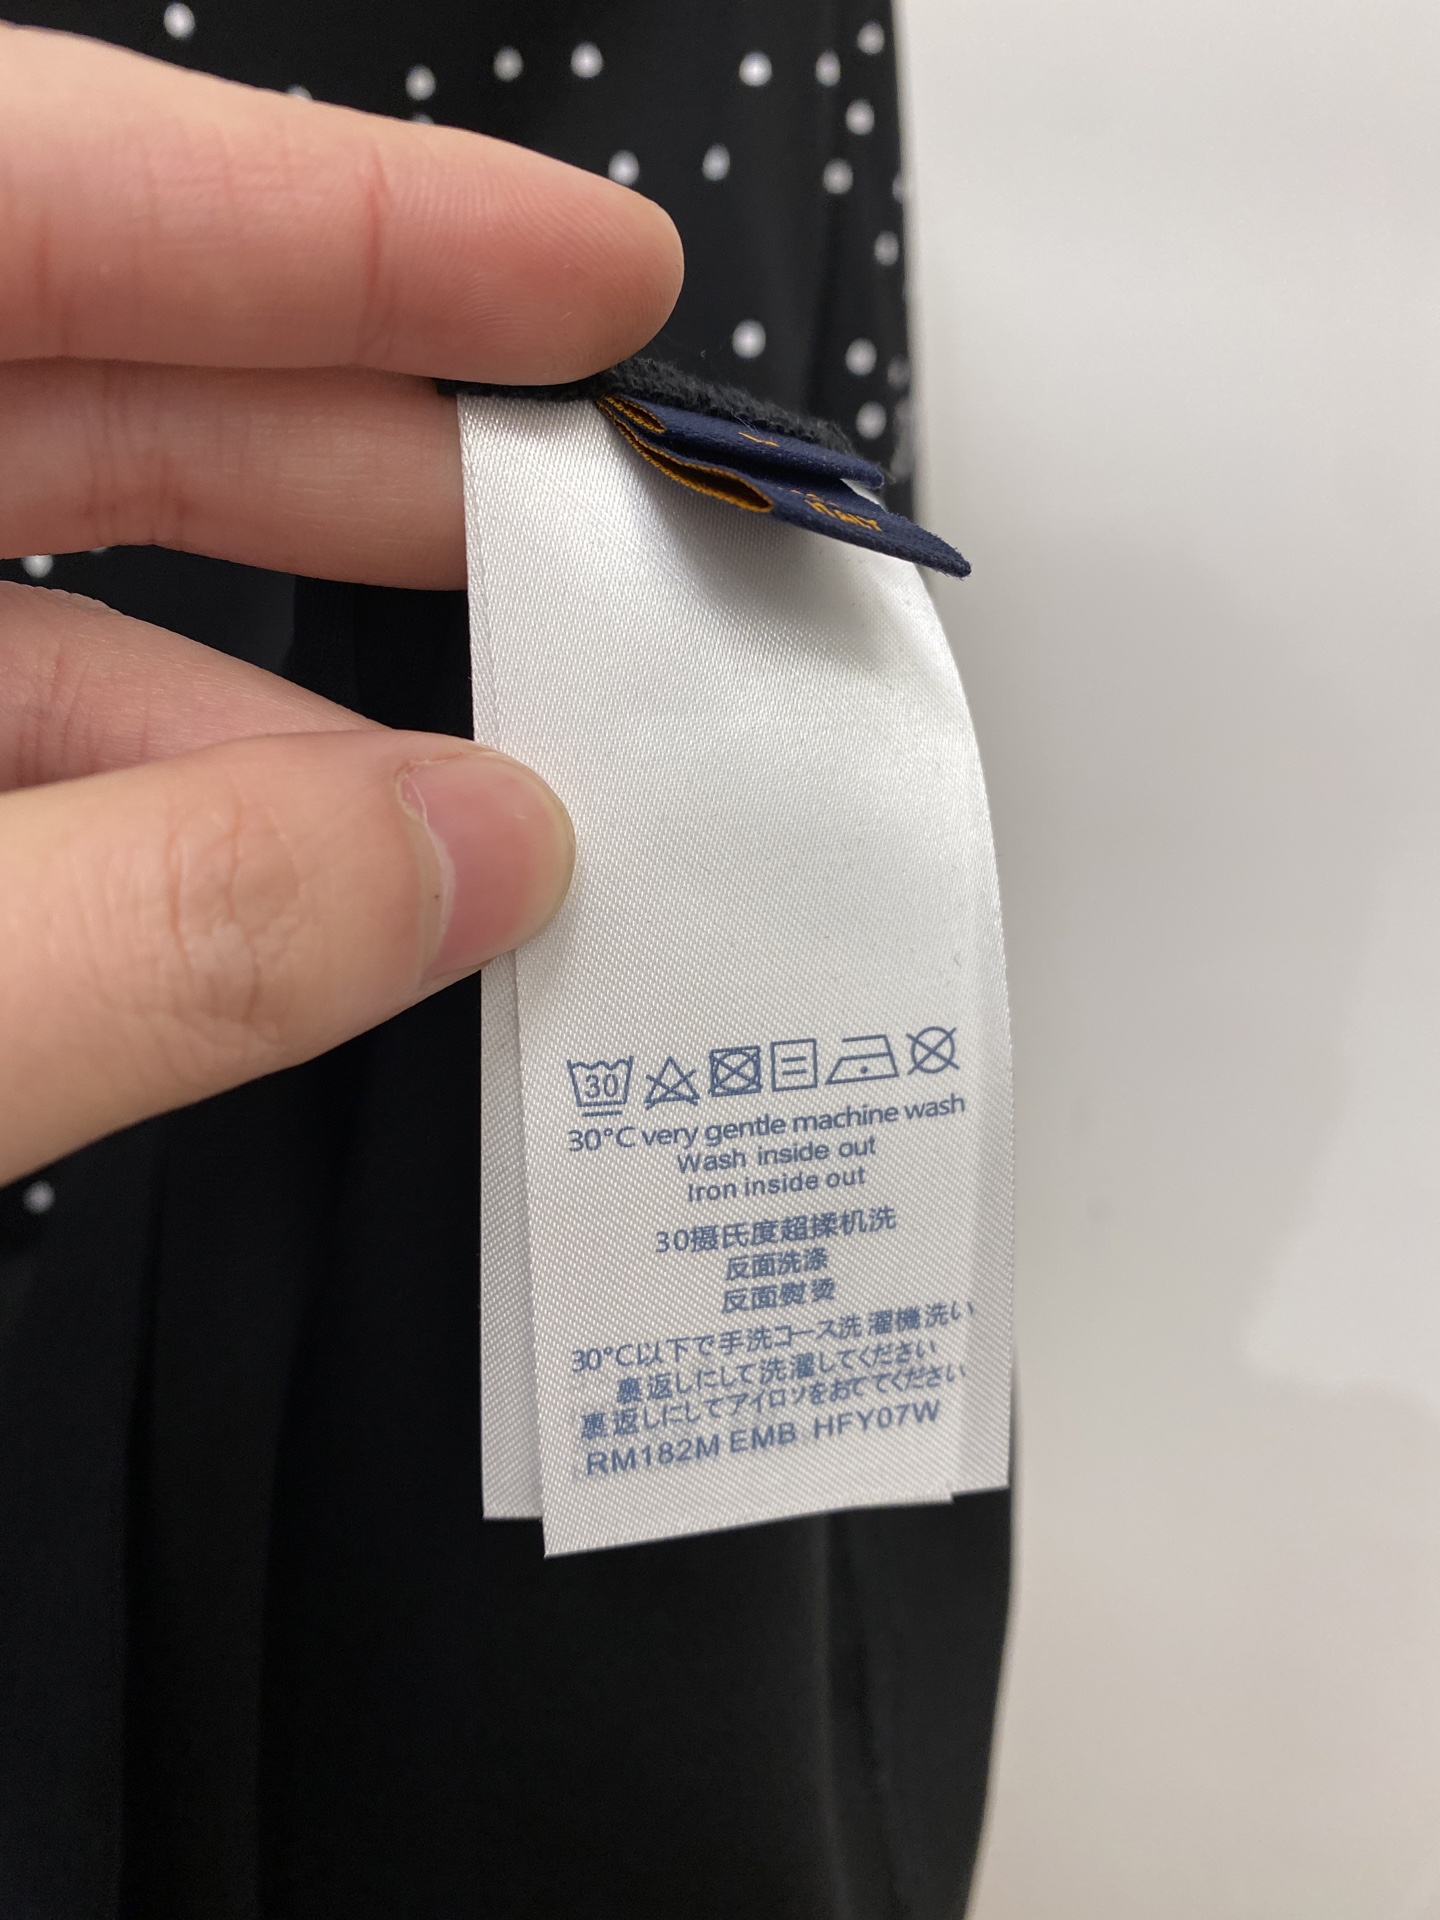 ITALY
30
30°C very gentle machine wash
Wash inside out
Iron inside out
30摄氏度超揉机洗
反面洗涤
反面熨烫
30°C以下で手洗コース洗濯機洗い
裏返しにして洗濯してください
裏返しにしてアイロソをおてでください
RM182M EMB HFY07W